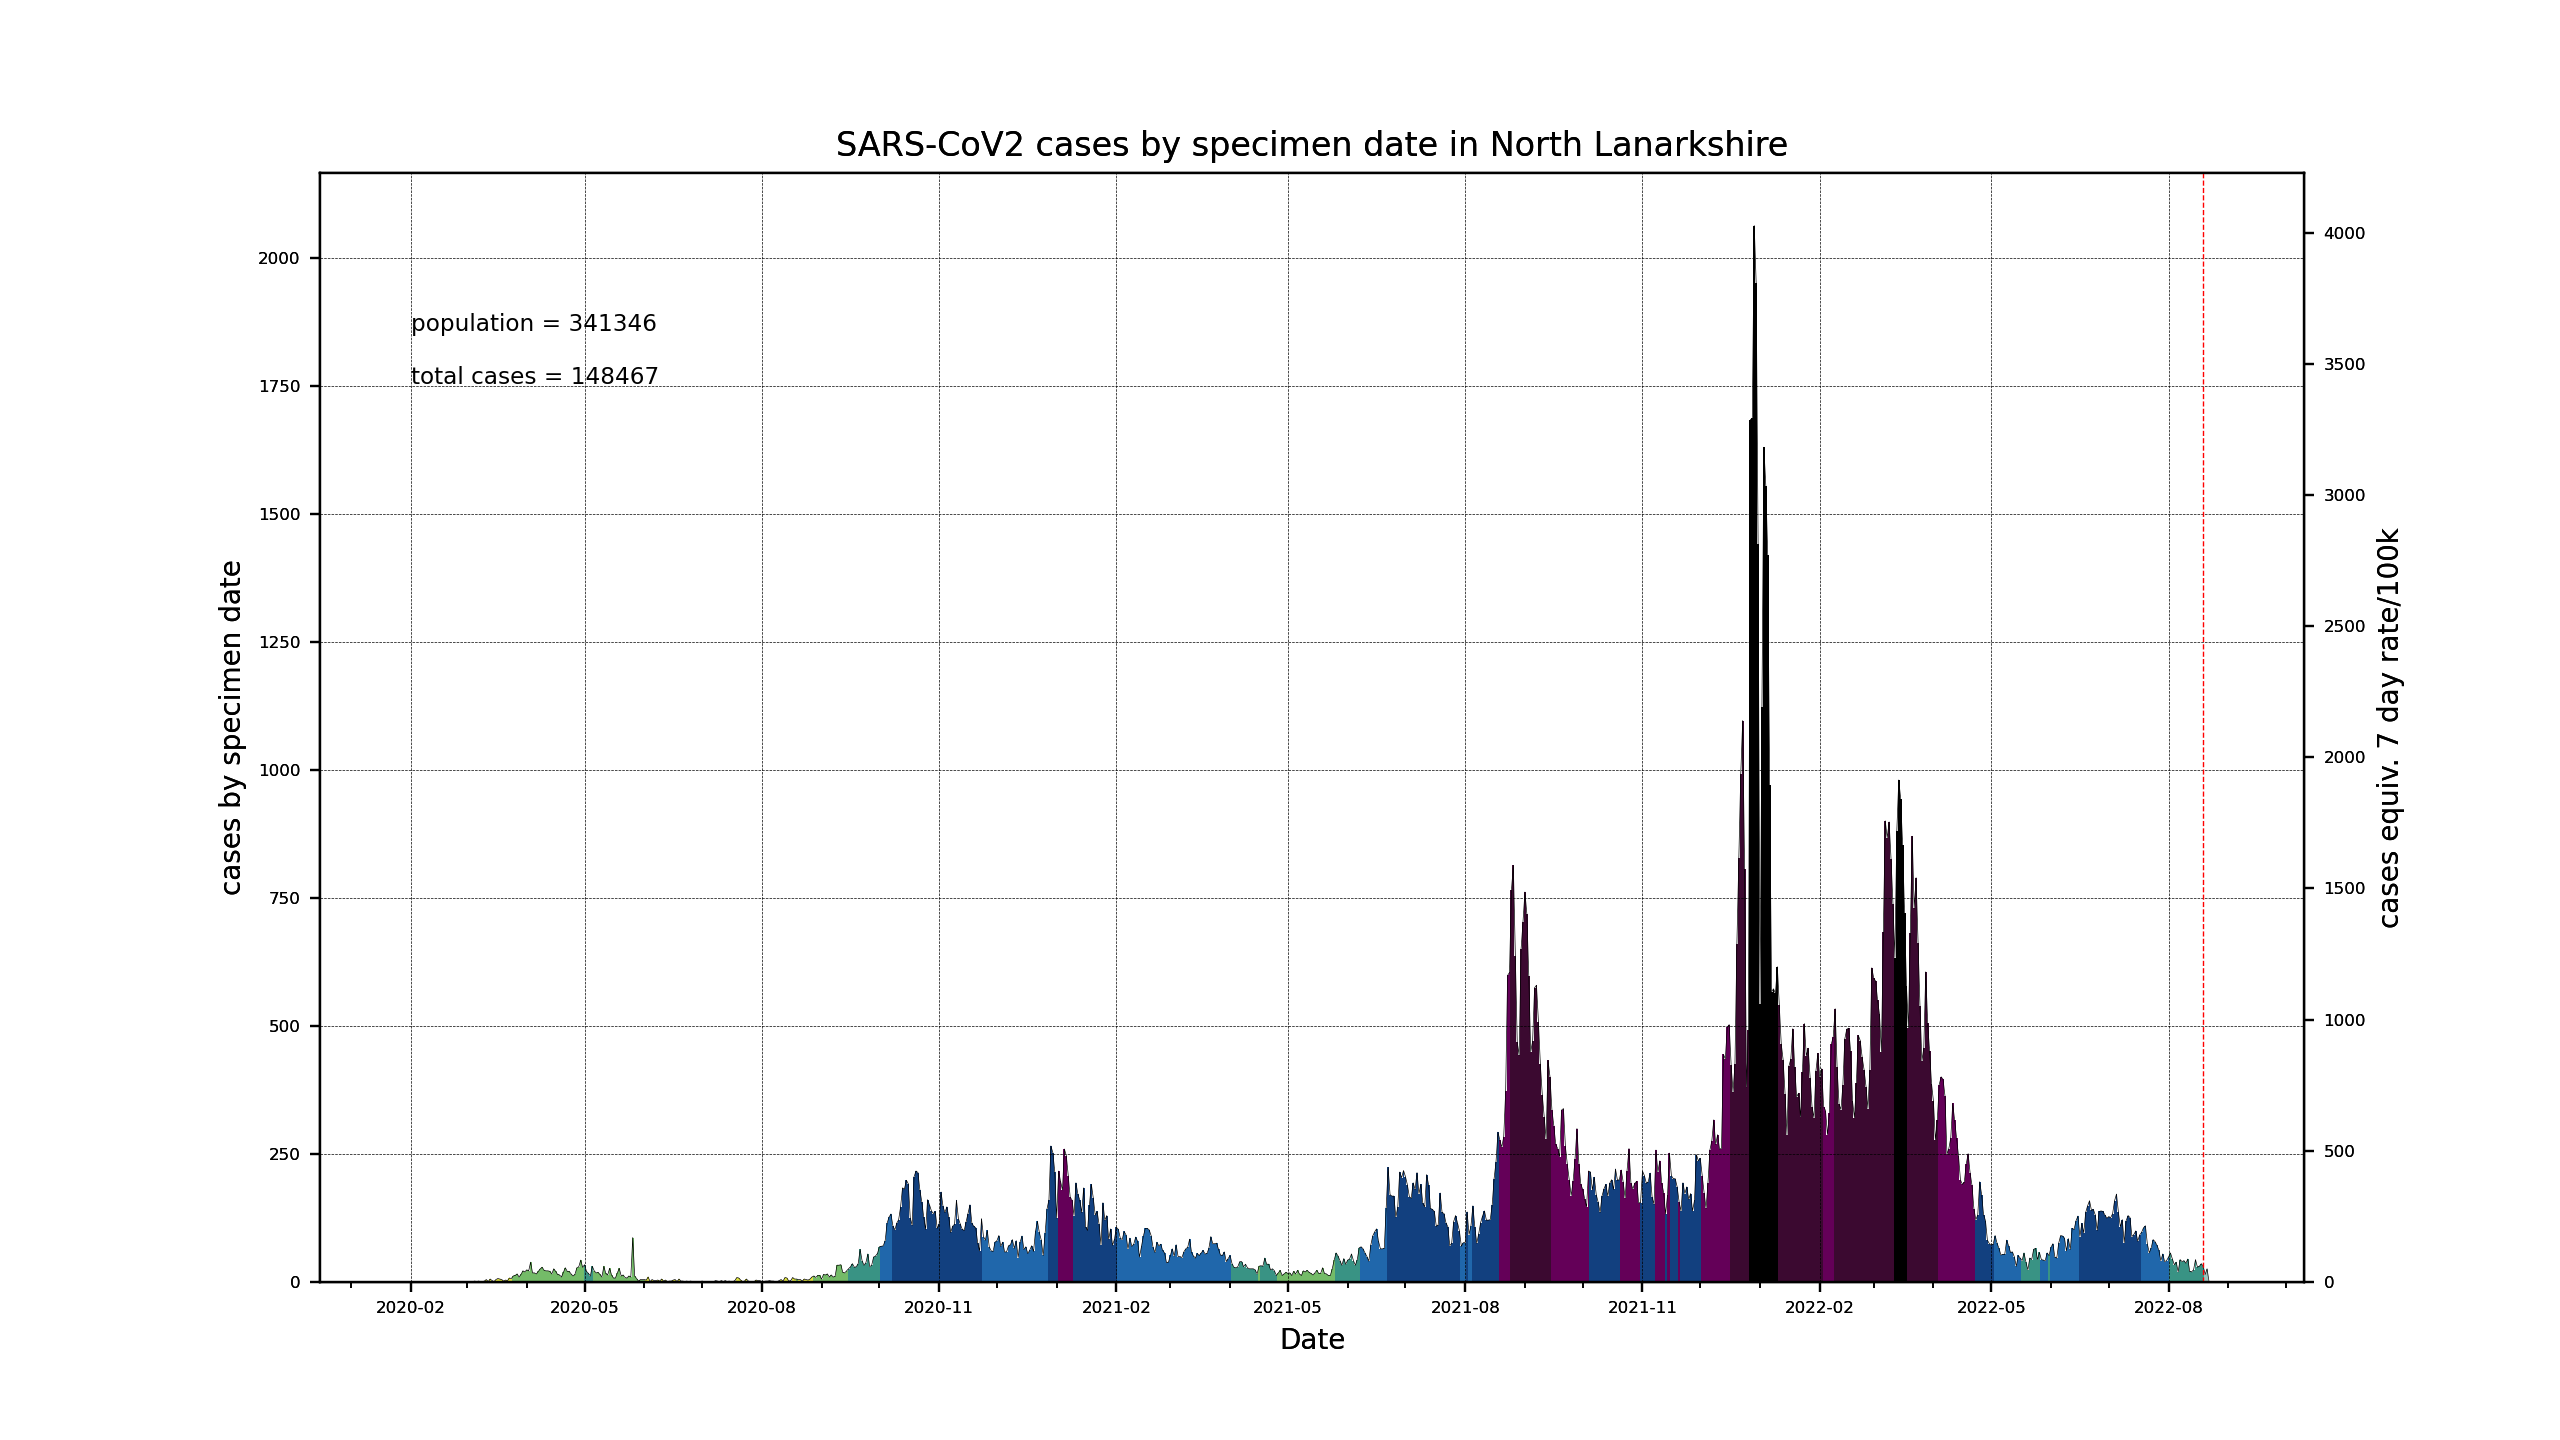 SARS-CoV2 cases by specimen date in North Lanarkshire
population = 341346
total cases = 148467
cases by specimen date
2000
1750
1500
1250
1000
750
500
250
0
4000
3500
3000
2500
2000
1500
1000
500
0
cases equiv. 7 day rate/100k
2020-02 2020-05 2020-08 2020-11 2021-02 2021-05 2021-08 2021-11 2022-02 2022-05 2022-08
Date